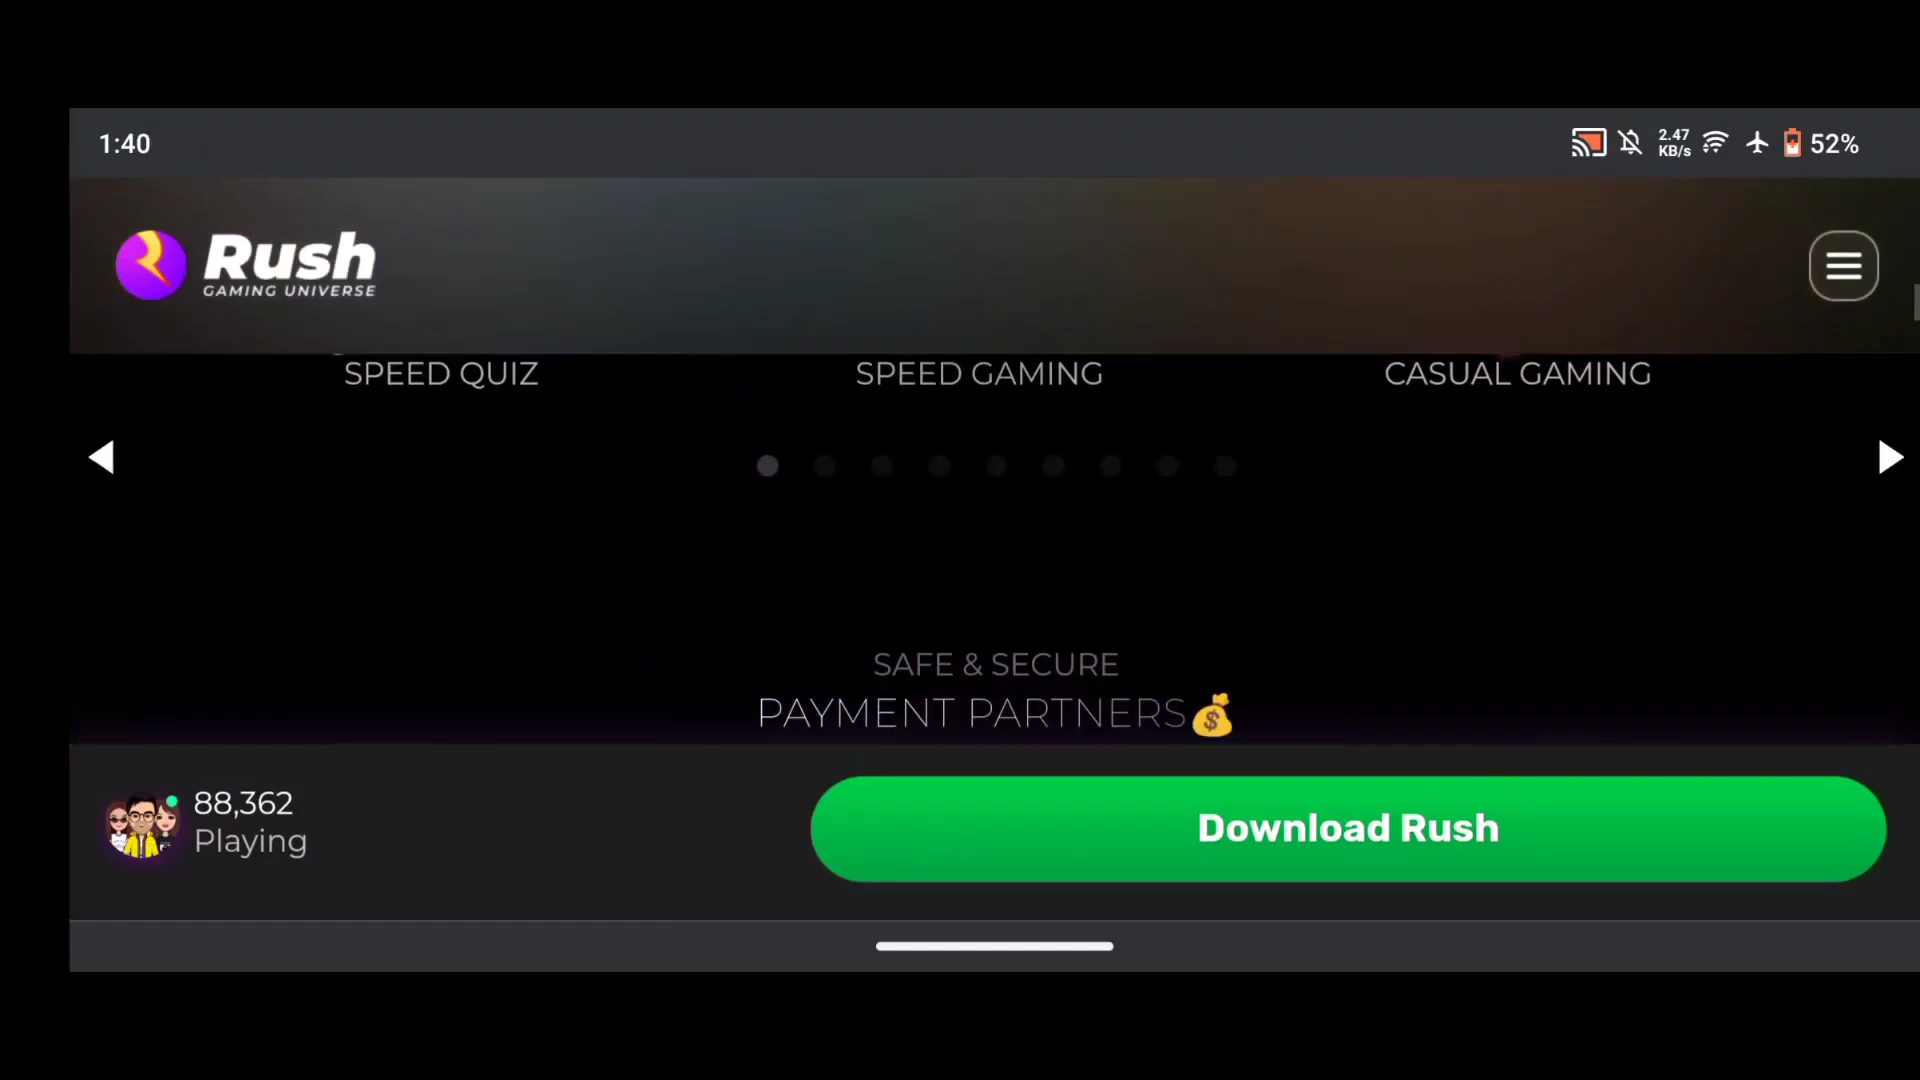 1:40
2.47
KB/s
52%
Rush
GAMING UNIVERSE
SPEED QUIZ
SPEED GAMING
CASUAL GAMING
SAFE & SECURE
PAYMENT PARTNERS💰
88,362
Playing
Download Rush